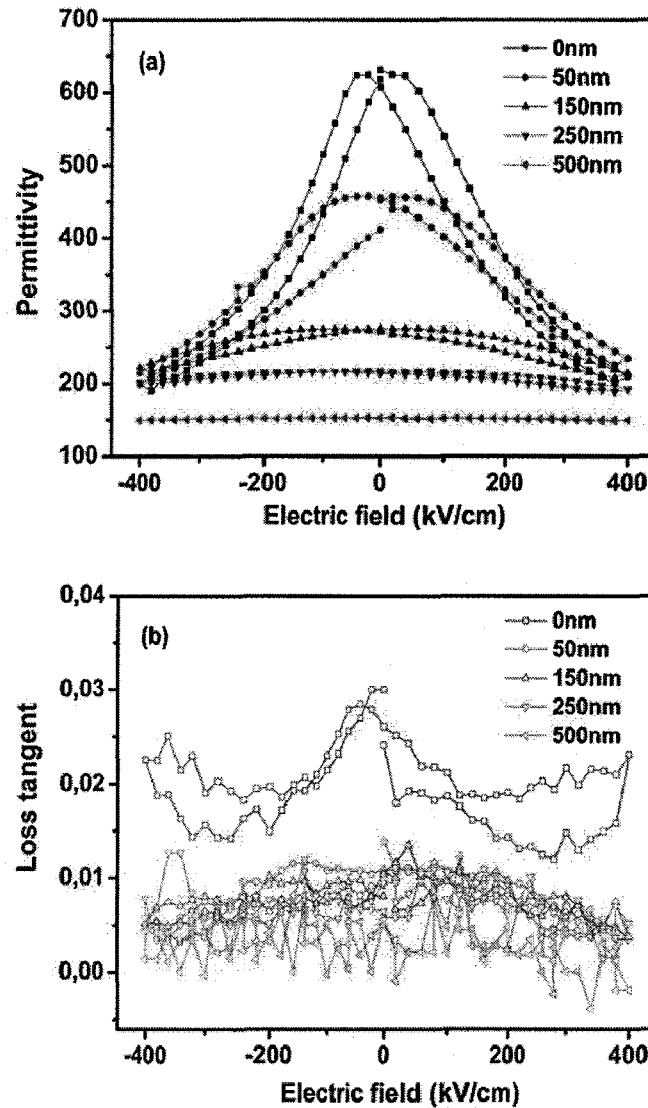 700
600
500
400
300
200
100
(a)
0nm
50nm
150nm
250nm
500nm
Permittivity
-400 -200 0 200 400
Electric field (kV/cm)
0,04
0,03
0,02
0,01
0,00
(b)
0nm
50nm
150nm
250nm
500nm
Loss tangent
-400 -200 0 200 400
Electric field (kV/cm)